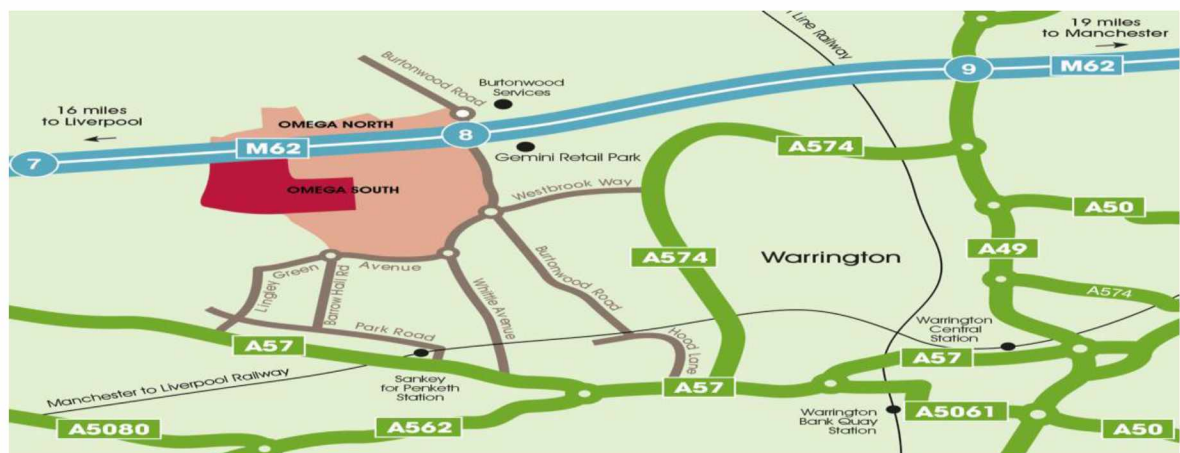 19 miles
to Manchester
Line Railway
9
M62
Burtonwood Road
Burtonwood
Services
16 miles
to Liverpool
OMEGA NORTH
8
M62
7
Gemini Retail Park
A574
OMEGA SOUTH
Westbrook Way
A50
A49
A574
Warrington
Burtonwood Road
Green
Avenue
Lingley
Barrow Hall Rd
Whittle Avenue
A574
Park Road
Hood Lane
Warrington
Central
Station
A57
A57
Manchester to Liverpool Railway
Sankey
for Penketh
Station
A57
A5080
A562
Warrington
Bank Quay
Station
A5061
A50